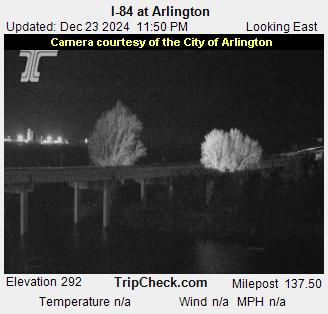 I-84 at Arlington
Updated: Dec 23 2024 11:50 PM Looking East
Camera courtesy of the City of Arlington
Elevation 292 TripCheck.com Milepost 137.50
Temperature n/a Wind n/a MPH n/a